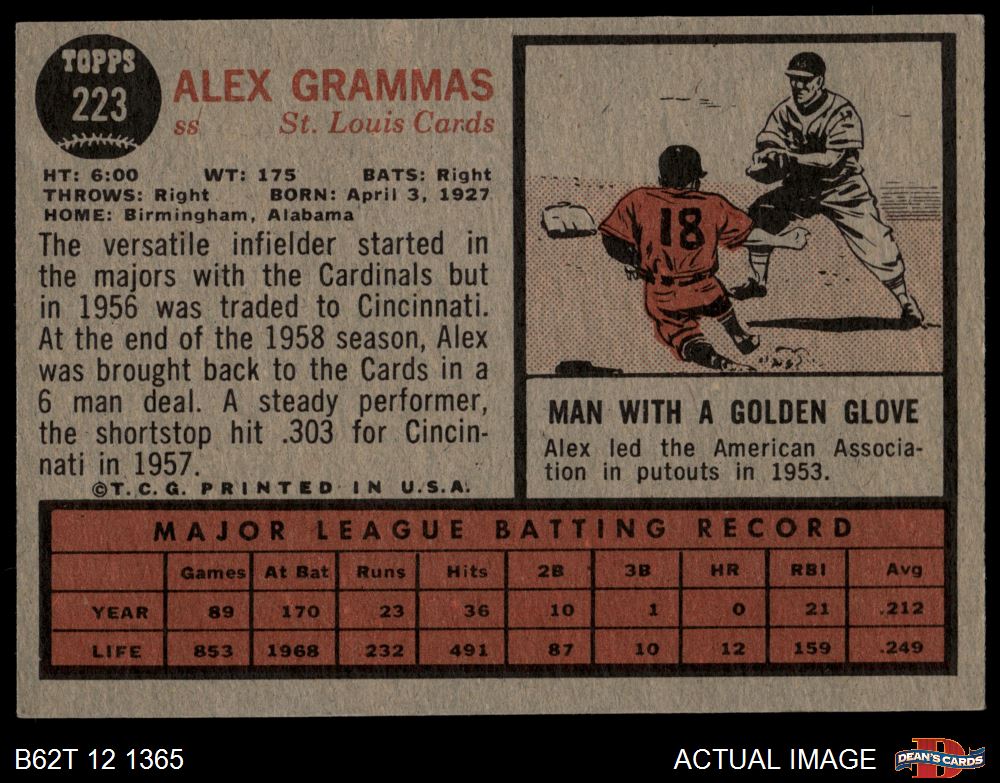 TOPPS
223
ALEX GRAMMAS
ss St. Louis Cards
HT: 6:00 WT: 175 BATS: Right
THROWS: Right BORN: April 3, 1927
HOME: Birmingham, Alabama
The versatile infielder started in
the majors with the Cardinals but
in 1956 was traded to Cincinnati.
At the end of the 1958 season, Alex
was brought back to the Cards in a
6 man deal. A steady performer,
the shortstop hit .303 for Cincin-
nati in 1957.
©T.C.G. PRINTED IN U.S.A.
18
MAN WITH A GOLDEN GLOVE
Alex led the American Associa-
tion in putouts in 1953.
MAJOR LEAGUE BATTING RECORD
Games At Bat Runs Hits 2B 3B HR RBI Avg
YEAR 89 170 23 36 10 1 0 21 .212
LIFE 853 1968 232 491 87 10 12 159 .249
B62T 12 1365
ACTUAL IMAGE
D
DEAN'S CARDS